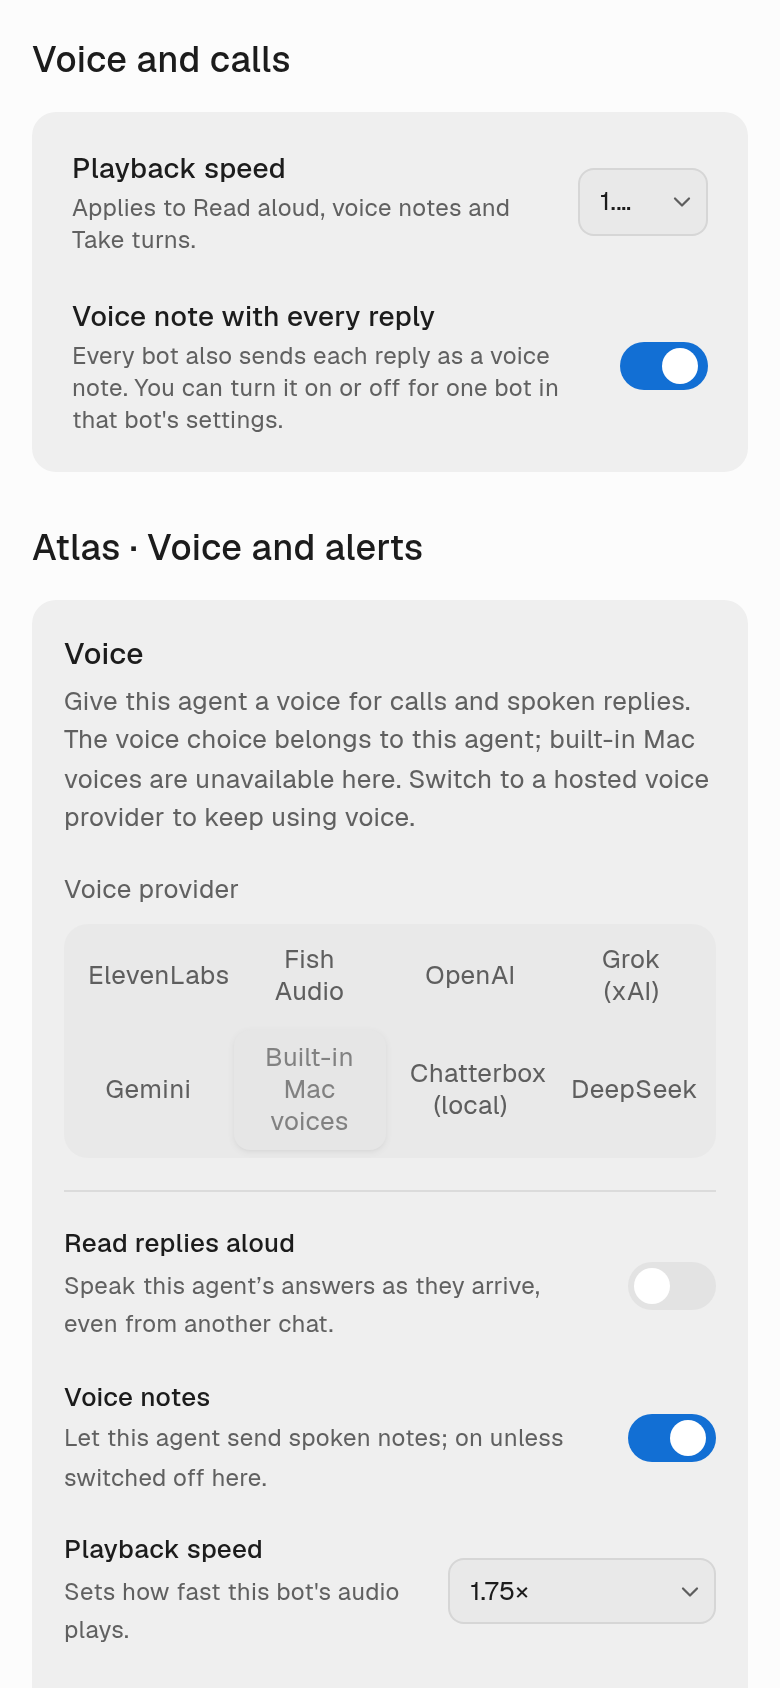 Voice and calls
Playback speed
Applies to Read aloud, voice notes and
Take turns.
1....
Voice note with every reply
Every bot also sends each reply as a voice
note. You can turn it on or off for one bot in
that bot's settings.
Atlas · Voice and alerts
Voice
Give this agent a voice for calls and spoken replies.
The voice choice belongs to this agent; built-in Mac
voices are unavailable here. Switch to a hosted voice
provider to keep using voice.
Voice provider
ElevenLabs
Fish
Audio
OpenAI
Grok
(xAI)
Gemini
Built-in
Mac
voices
Chatterbox
(local)
DeepSeek
Read replies aloud
Speak this agent’s answers as they arrive,
even from another chat.
Voice notes
Let this agent send spoken notes; on unless
switched off here.
Playback speed
Sets how fast this bot's audio
plays.
1.75×